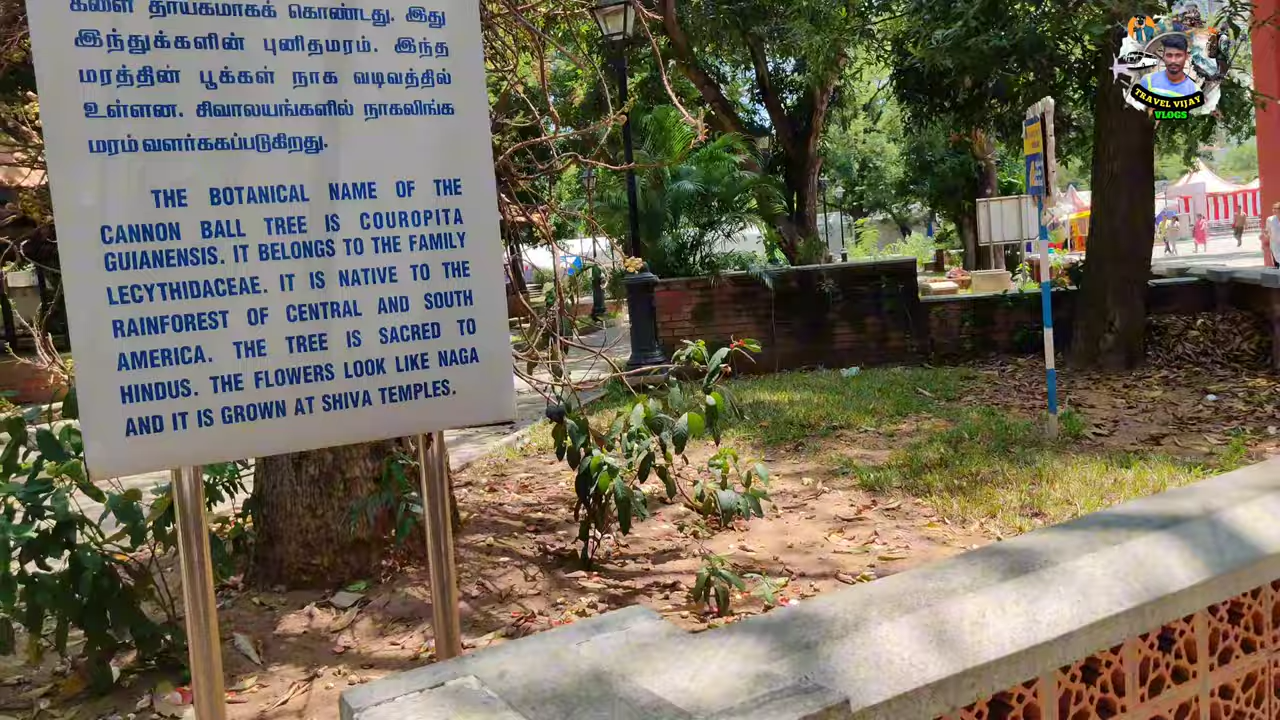 களை தாயகமாகக் கொண்டது. இது
இந்துக்களின் புனிதமரம். இந்த
மரத்தின் பூக்கள் நாக வடிவத்தில்
உள்ளன. சிவாலயங்களில் நாகலிங்க
மரம் வளர்ககப்படுகிறது.
THE BOTANICAL NAME OF THE
CANNON BALL TREE IS COUROPITA
GUIANENSIS. IT BELONGS TO THE FAMILY
LECYTHIDACEAE. IT IS NATIVE TO THE
RAINFOREST OF CENTRAL AND SOUTH
AMERICA. THE TREE IS SACRED TO
HINDUS. THE FLOWERS LOOK LIKE NAGA
AND IT IS GROWN AT SHIVA TEMPLES.
TRAVEL VIJAY
VLOGS